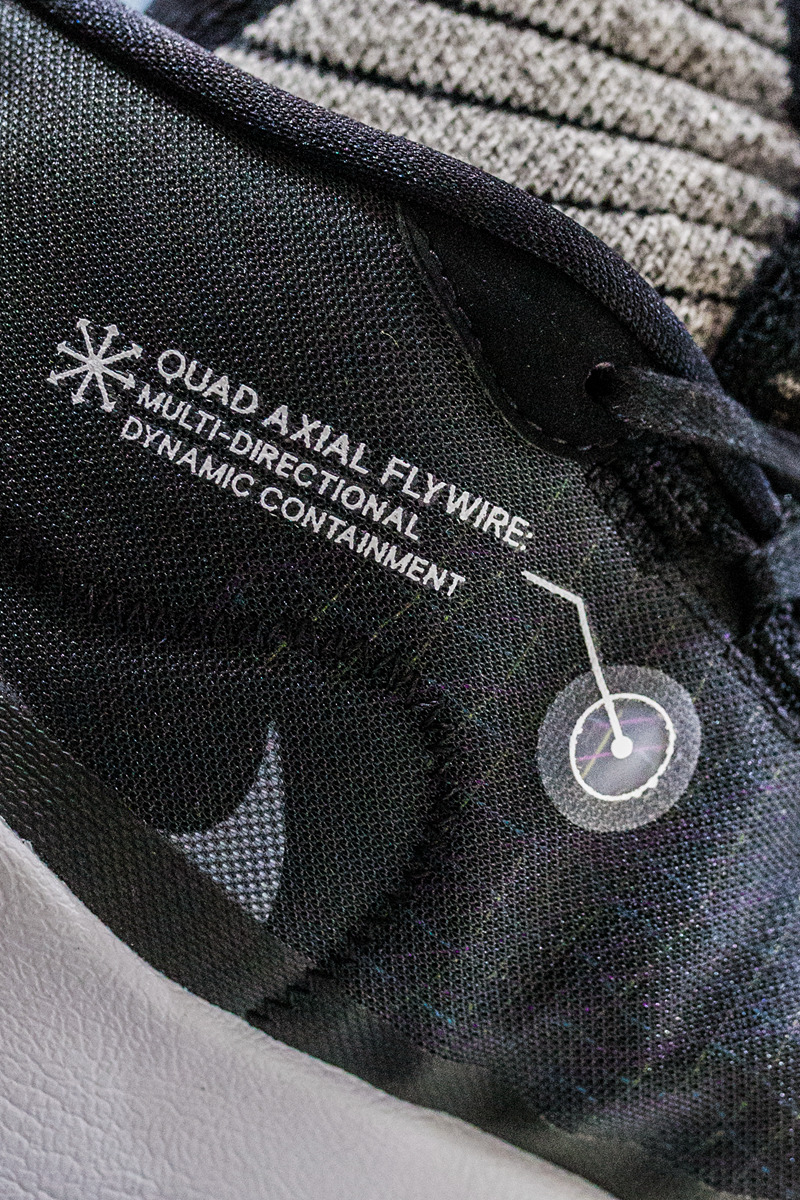 QUAD AXIAL FLYWIRE:
MULTI-DIRECTIONAL
DYNAMIC CONTAINMENT